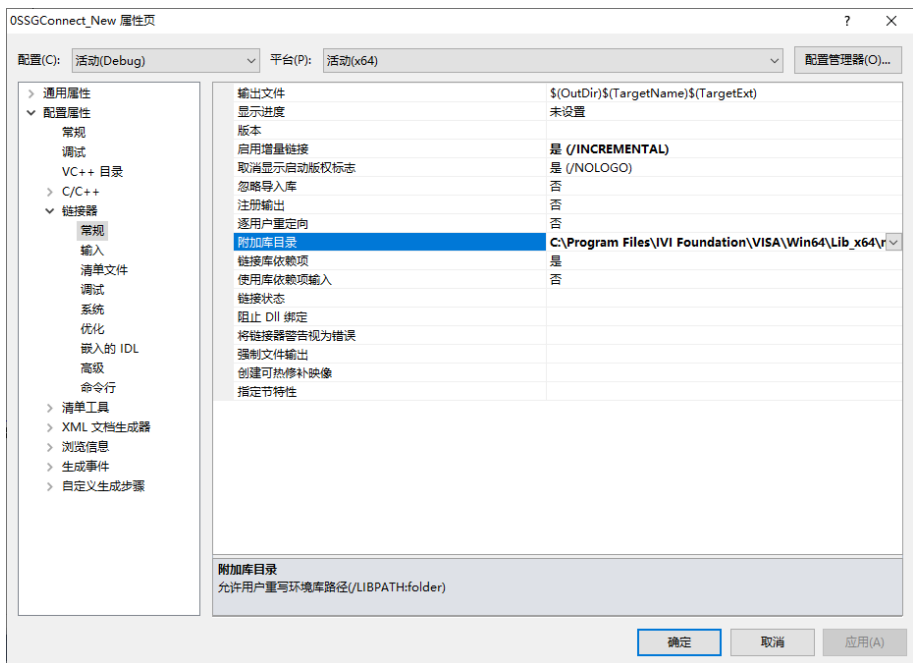 0SSGConnect_New 属性页
配置(C): 活动(Debug) 平台(P): 活动(x64) 配置管理器(O)...
通用属性
配置属性
常规
调试
VC++ 目录
C/C++
链接器
常规
输入
清单文件
调试
系统
优化
嵌入的 IDL
高级
命令行
清单工具
XML 文档生成器
浏览信息
生成事件
自定义生成步骤
输出文件 $(OutDir)$(TargetName)$(TargetExt)
显示进度 未设置
版本
启用增量链接 是 (/INCREMENTAL)
取消显示启动版权标志 是 (/NOLOGO)
忽略导入库 否
注册输出 否
逐用户重定向 否
附加库目录 C:\Program Files\IVI Foundation\VISA\Win64\Lib_x64\
链接库依赖项 是
使用库依赖项输入 否
链接状态
阻止 Dll 绑定
将链接器警告视为错误
强制文件输出
创建可热修补映像
指定节特性
附加库目录
允许用户重写环境库路径(/LIBPATH:folder)
确定 取消 应用(A)